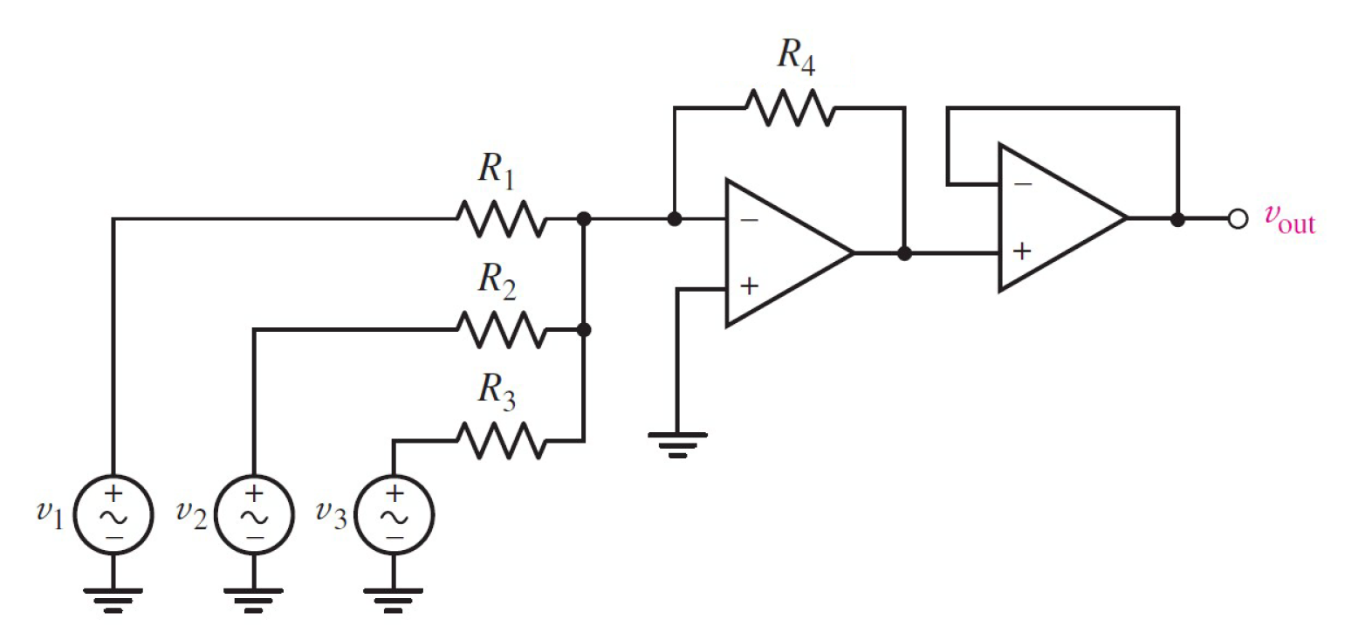 R4
R1
−
−
vout
+
R2
+
R3
+
+
+
v1
v2
v3
−
−
−